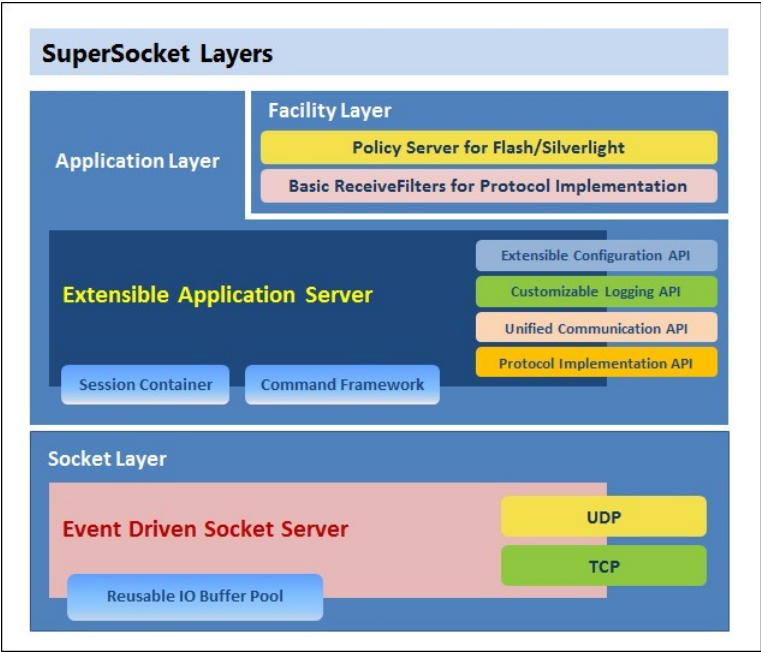 SuperSocket Layers
Facility Layer
Policy Server for Flash/Silverlight
Application Layer
Basic ReceiveFilters for Protocol Implementation
Extensible Configuration API
Extensible Application Server
Customizable Logging API
Unified Communication API
Protocol Implementation API
Session Container
Command Framework
Socket Layer
Event Driven Socket Server
UDP
TCP
Reusable IO Buffer Pool